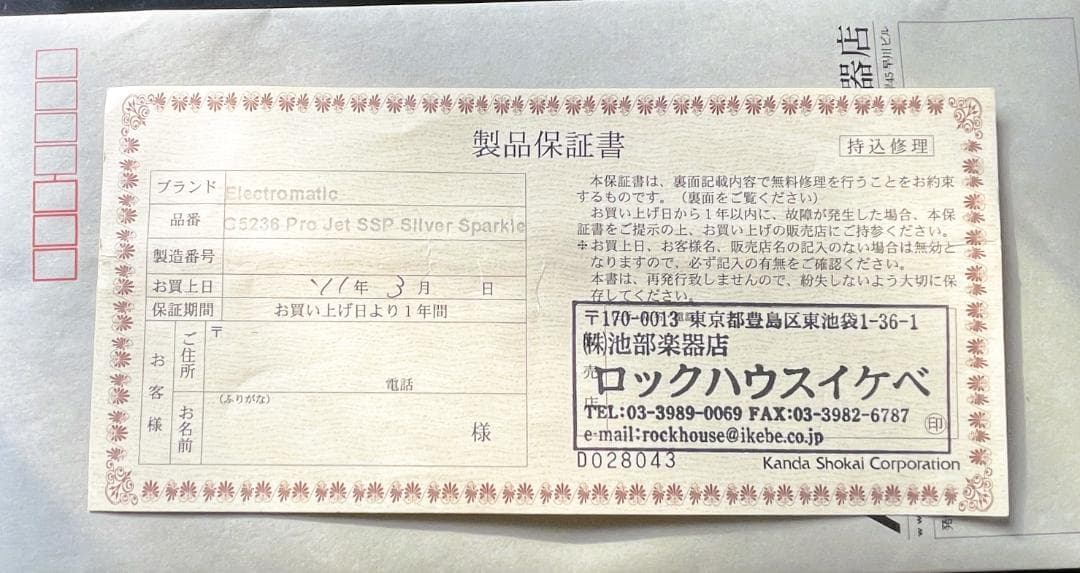 器店
製品保証書
持込修理
ブランド Electromatic
品番 G5236 Pro Jet SSP Silver Sparkle
製造番号
お買上日 '11年 3月 日
保証期間 お買い上げ日より1年間
お客様
ご住所 〒
電話
お名前 (ふりがな)
様
本保証書は、裏面記載内容で無料修理を行うことをお約束
するものです。(裏面をご覧ください)
お買い上げ日から1年以内に、故障が発生した場合、本保
証書をご提示の上、お買い上げの販売店にご持参ください。
※お買上日、お客様名、販売店名の記入のない場合は無効と
なりますので、必ず記入の有無をご確認ください。
本書は、再発行致しませんので、紛失しないよう大切に保
存してください。
〒170-0013 東京都豊島区東池袋1-36-1
㈱池部楽器店
ロックハウスイケベ
TEL:03-3989-0069 FAX:03-3982-6787
e-mail:rockhouse@ikebe.co.jp
印
D028043
Kanda Shokai Corporation